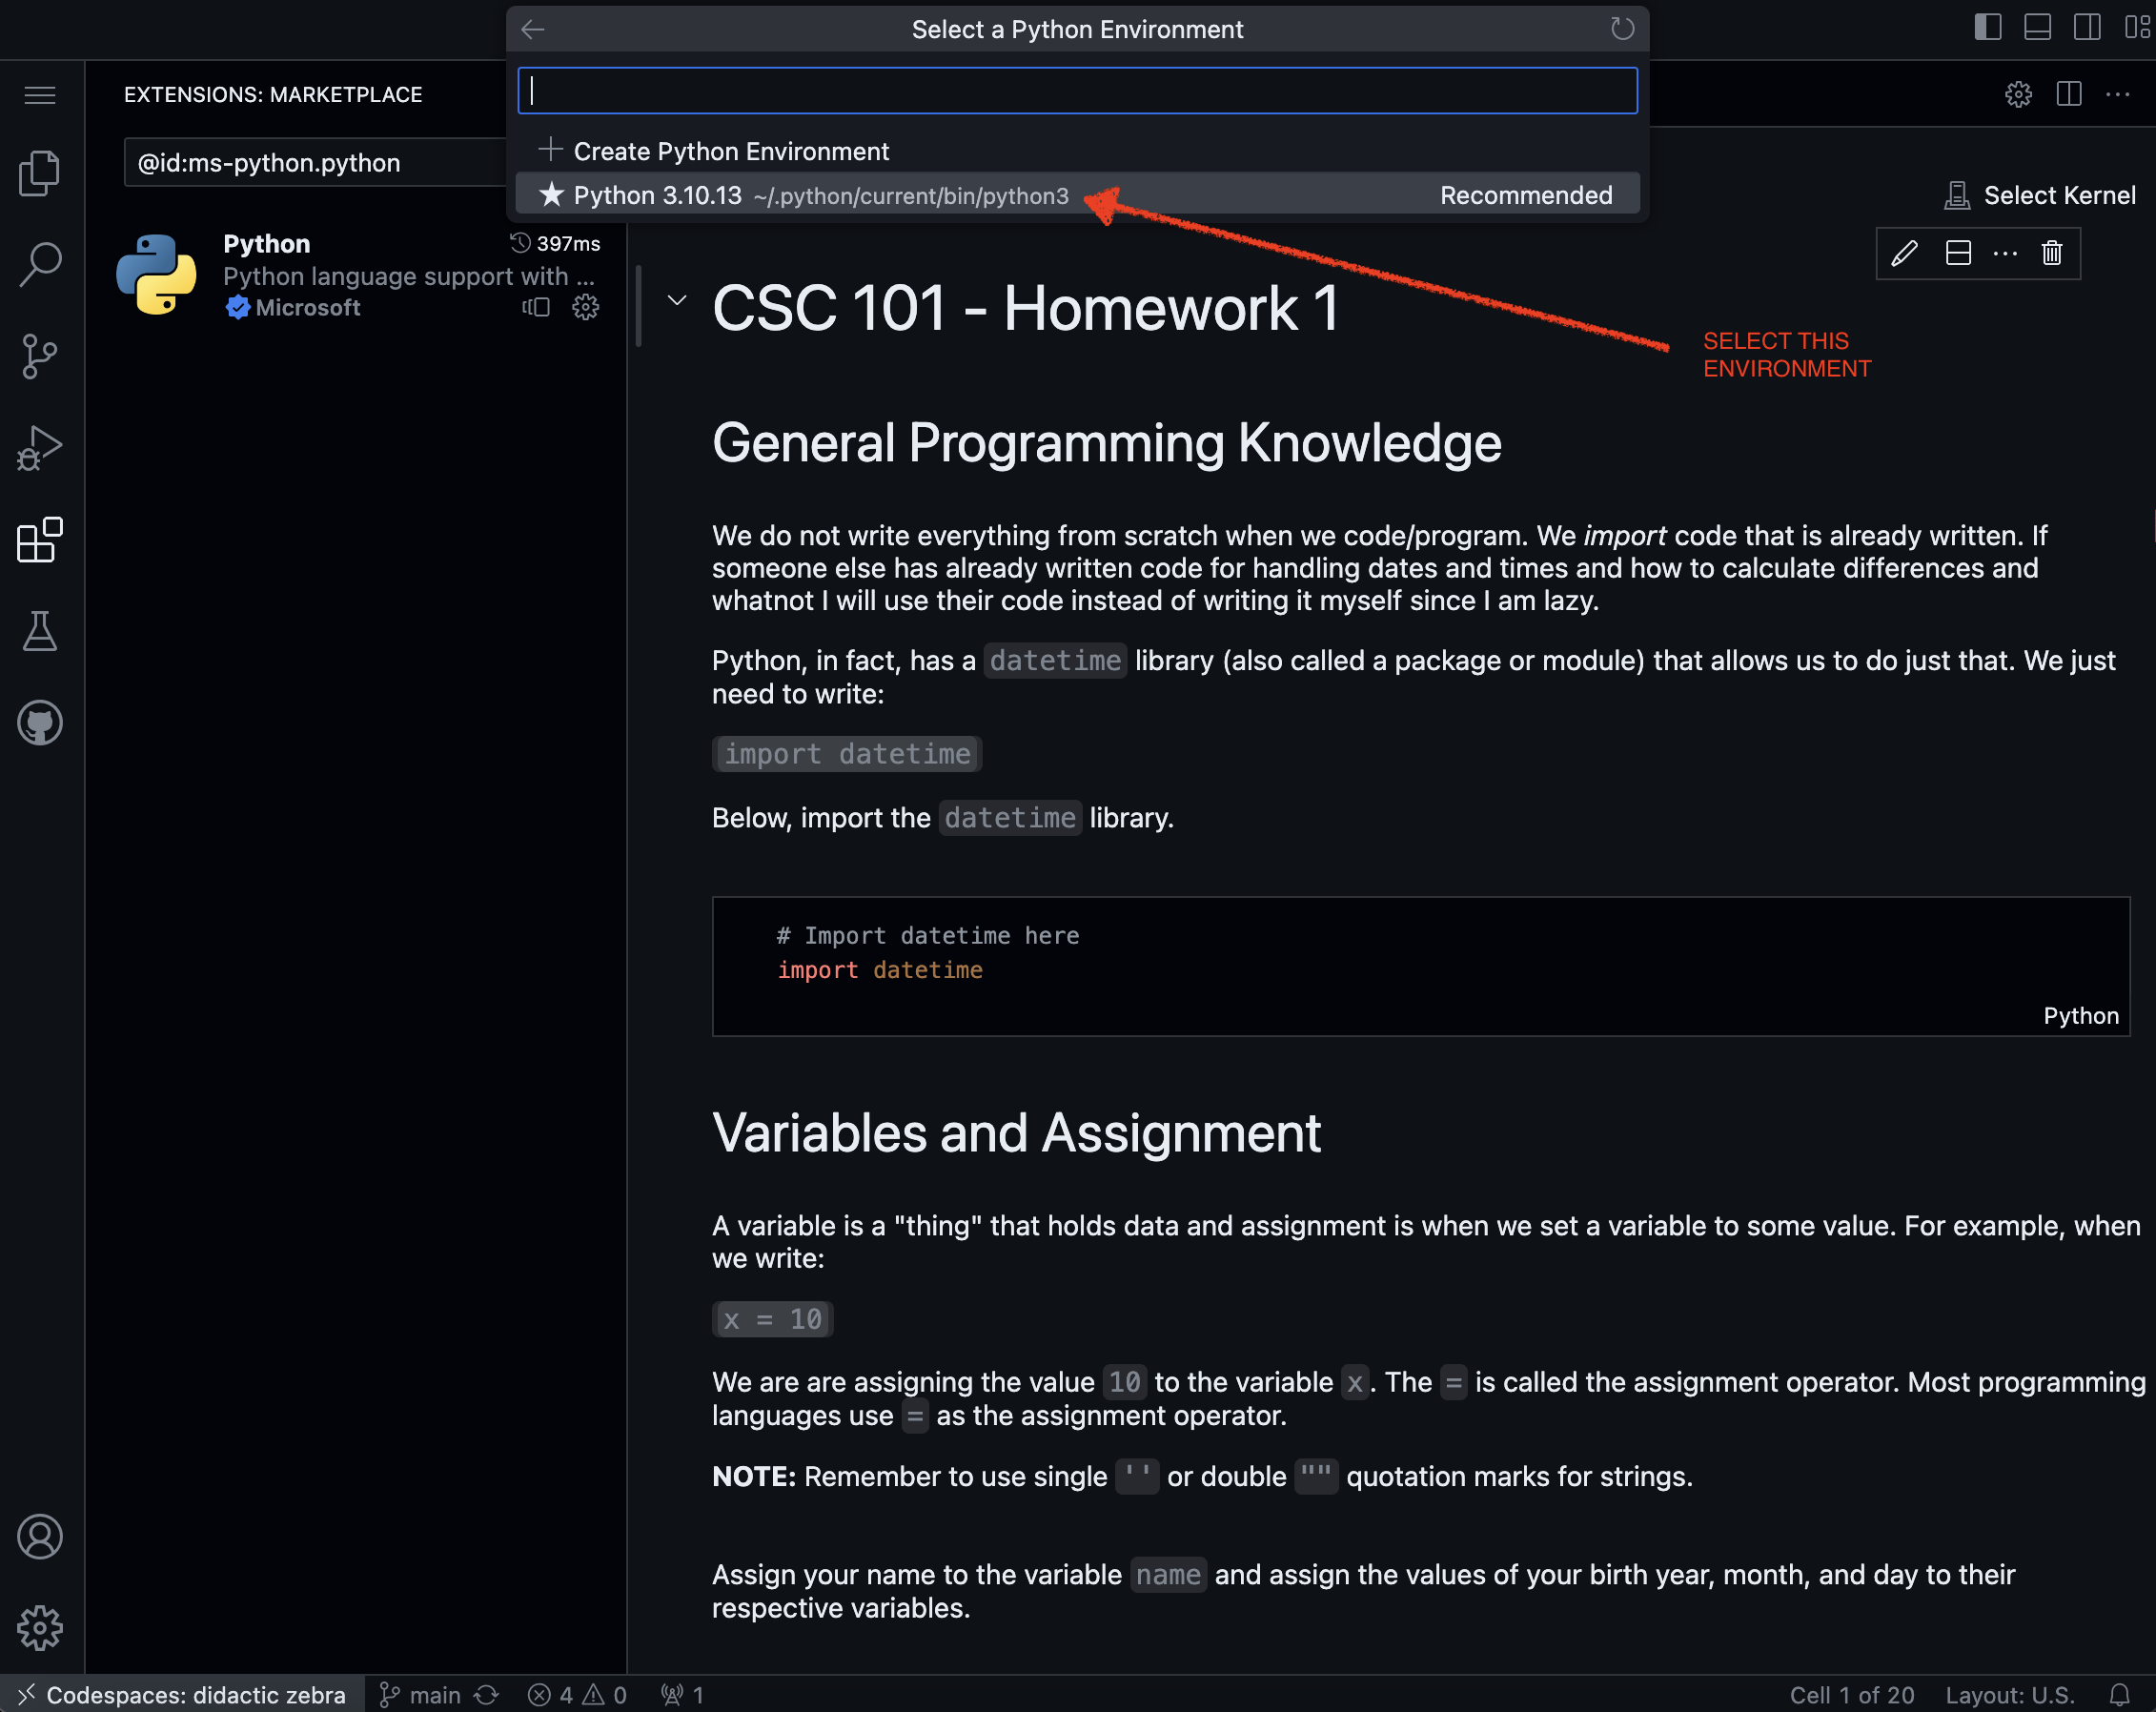 Select a Python Environment
EXTENSIONS: MARKETPLACE
@id:ms-python.python
Create Python Environment
Python 3.10.13 ~/.python/current/bin/python3 Recommended
Select Kernel
Python 397ms
Python language support with ...
Microsoft
SELECT THIS
ENVIRONMENT
CSC 101 - Homework 1
General Programming Knowledge
We do not write everything from scratch when we code/program. We import code that is already written. If
someone else has already written code for handling dates and times and how to calculate differences and
whatnot I will use their code instead of writing it myself since I am lazy.
Python, in fact, has a datetime library (also called a package or module) that allows us to do just that. We just
need to write:
import datetime
Below, import the datetime library.
# Import datetime here
import datetime
Python
Variables and Assignment
A variable is a "thing" that holds data and assignment is when we set a variable to some value. For example, when
we write:
x = 10
We are are assigning the value 10 to the variable x. The = is called the assignment operator. Most programming
languages use = as the assignment operator.
NOTE: Remember to use single '' or double "" quotation marks for strings.
Assign your name to the variable name and assign the values of your birth year, month, and day to their
respective variables.
Codespaces: didactic zebra main 4 0 1 Cell 1 of 20 Layout: U.S.